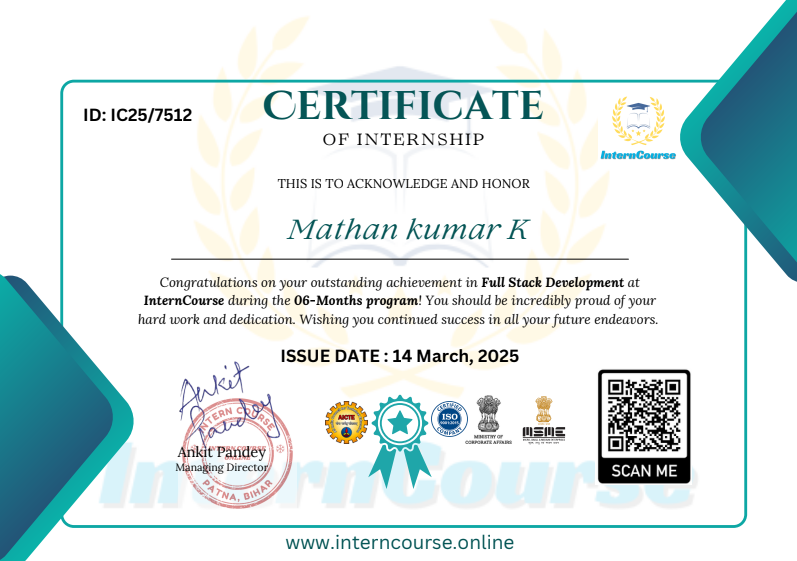 ID: IC25/7512
CERTIFICATE
OF INTERNSHIP
InternCourse
THIS IS TO ACKNOWLEDGE AND HONOR
Mathan kumar K
Congratulations on your outstanding achievement in Full Stack Development at
InternCourse during the 06-Months program! You should be incredibly proud of your
hard work and dedication. Wishing you continued success in all your future endeavors.
ISSUE DATE : 14 March, 2025
Ankit
Pandey
INTERN COURSE
PATNA, BIHAR
Ankit Pandey
Managing Director
AICTE
CERTIFIED
ISO
9001:2015
COMPANY
MINISTRY OF
CORPORATE AFFAIRS
MSME
SCAN ME
InternCourse
www.interncourse.online